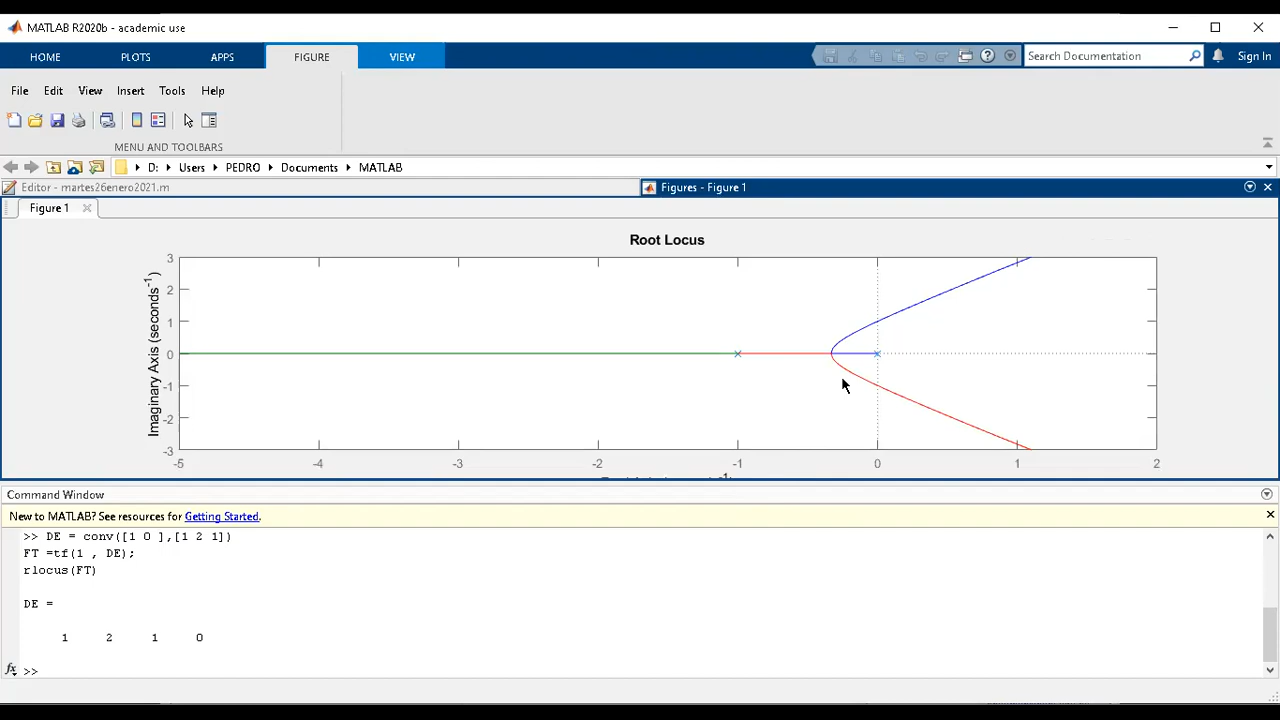 MATLAB R2020b - academic use
HOME PLOTS APPS FIGURE VIEW Search Documentation Sign In
File Edit View Insert Tools Help
MENU AND TOOLBARS
D: Users PEDRO Documents MATLAB
Editor - martes26enero2021.m Figures - Figure 1
Figure 1
Root Locus
Imaginary Axis (seconds⁻¹)
3
2
1
0
-1
-2
-3
-5 -4 -3 -2 -1 0 1 2
Command Window
New to MATLAB? See resources for Getting Started.
>> DE = conv([1 0 ],[1 2 1])
FT =tf(1 , DE);
rlocus(FT)
DE =
1 2 1 0
fx >>